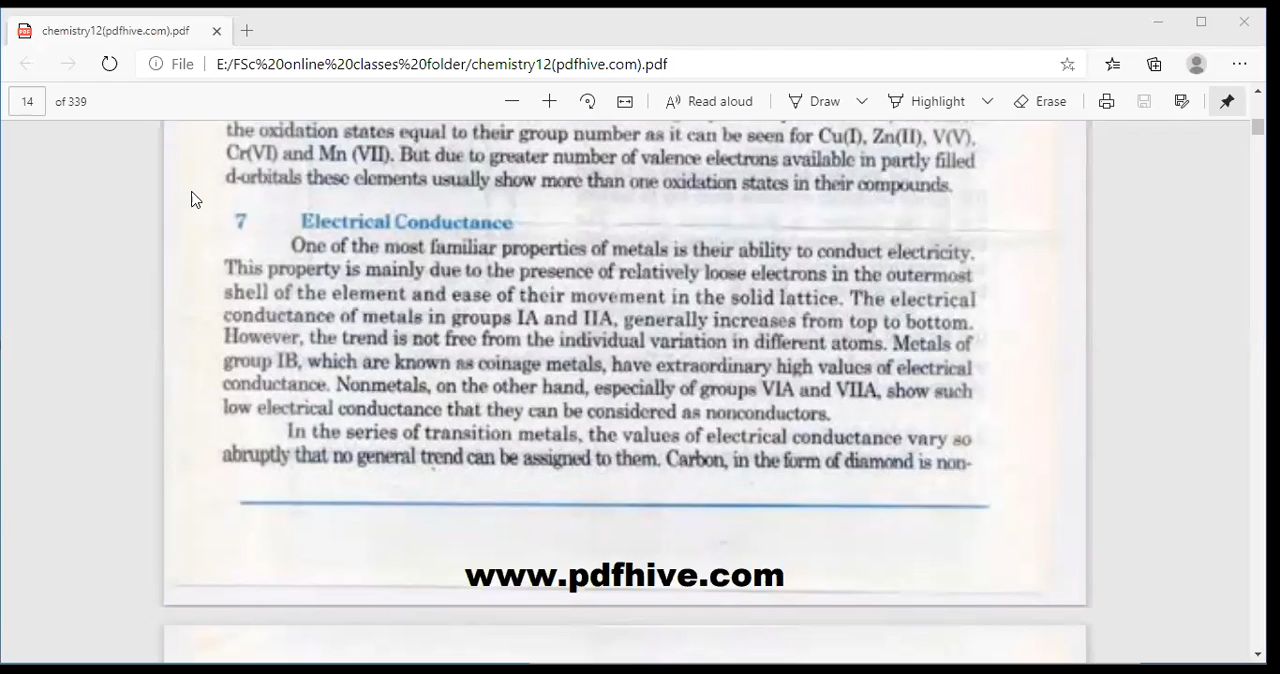 chemistry12(pdfhive.com).pdf
File E:/FSc%20online%20classes%20folder/chemistry12(pdfhive.com).pdf
14 of 339 Read aloud Draw Highlight Erase
the oxidation states equal to their group number as it can be seen for Cu(I), Zn(II), V(V),
Cr(VI) and Mn (VII). But due to greater number of valence electrons available in partly filled
d-orbitals these elements usually show more than one oxidation states in their compounds.
7 Electrical Conductance
One of the most familiar properties of metals is their ability to conduct electricity.
This property is mainly due to the presence of relatively loose electrons in the outermost
shell of the element and ease of their movement in the solid lattice. The electrical
conductance of metals in groups IA and IIA, generally increases from top to bottom.
However, the trend is not free from the individual variation in different atoms. Metals of
group IB, which are known as coinage metals, have extraordinary high values of electrical
conductance. Nonmetals, on the other hand, especially of groups VIA and VIIA, show such
low electrical conductance that they can be considered as nonconductors.
In the series of transition metals, the values of electrical conductance vary so
abruptly that no general trend can be assigned to them. Carbon, in the form of diamond is non-
www.pdfhive.com